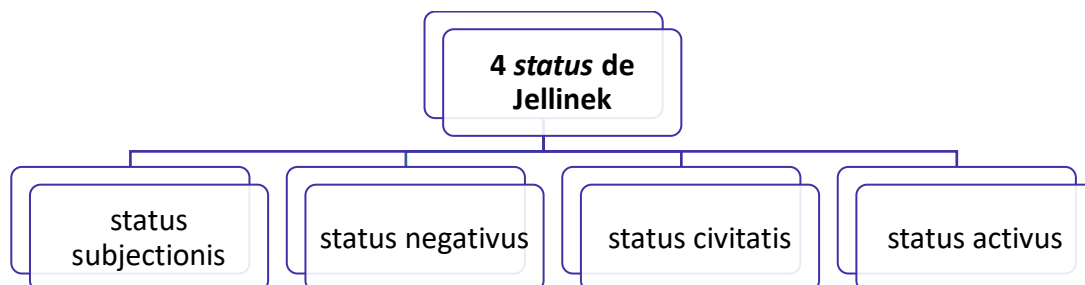 4 status de
Jellinek
status
subjectionis
status negativus
status civitatis
status activus